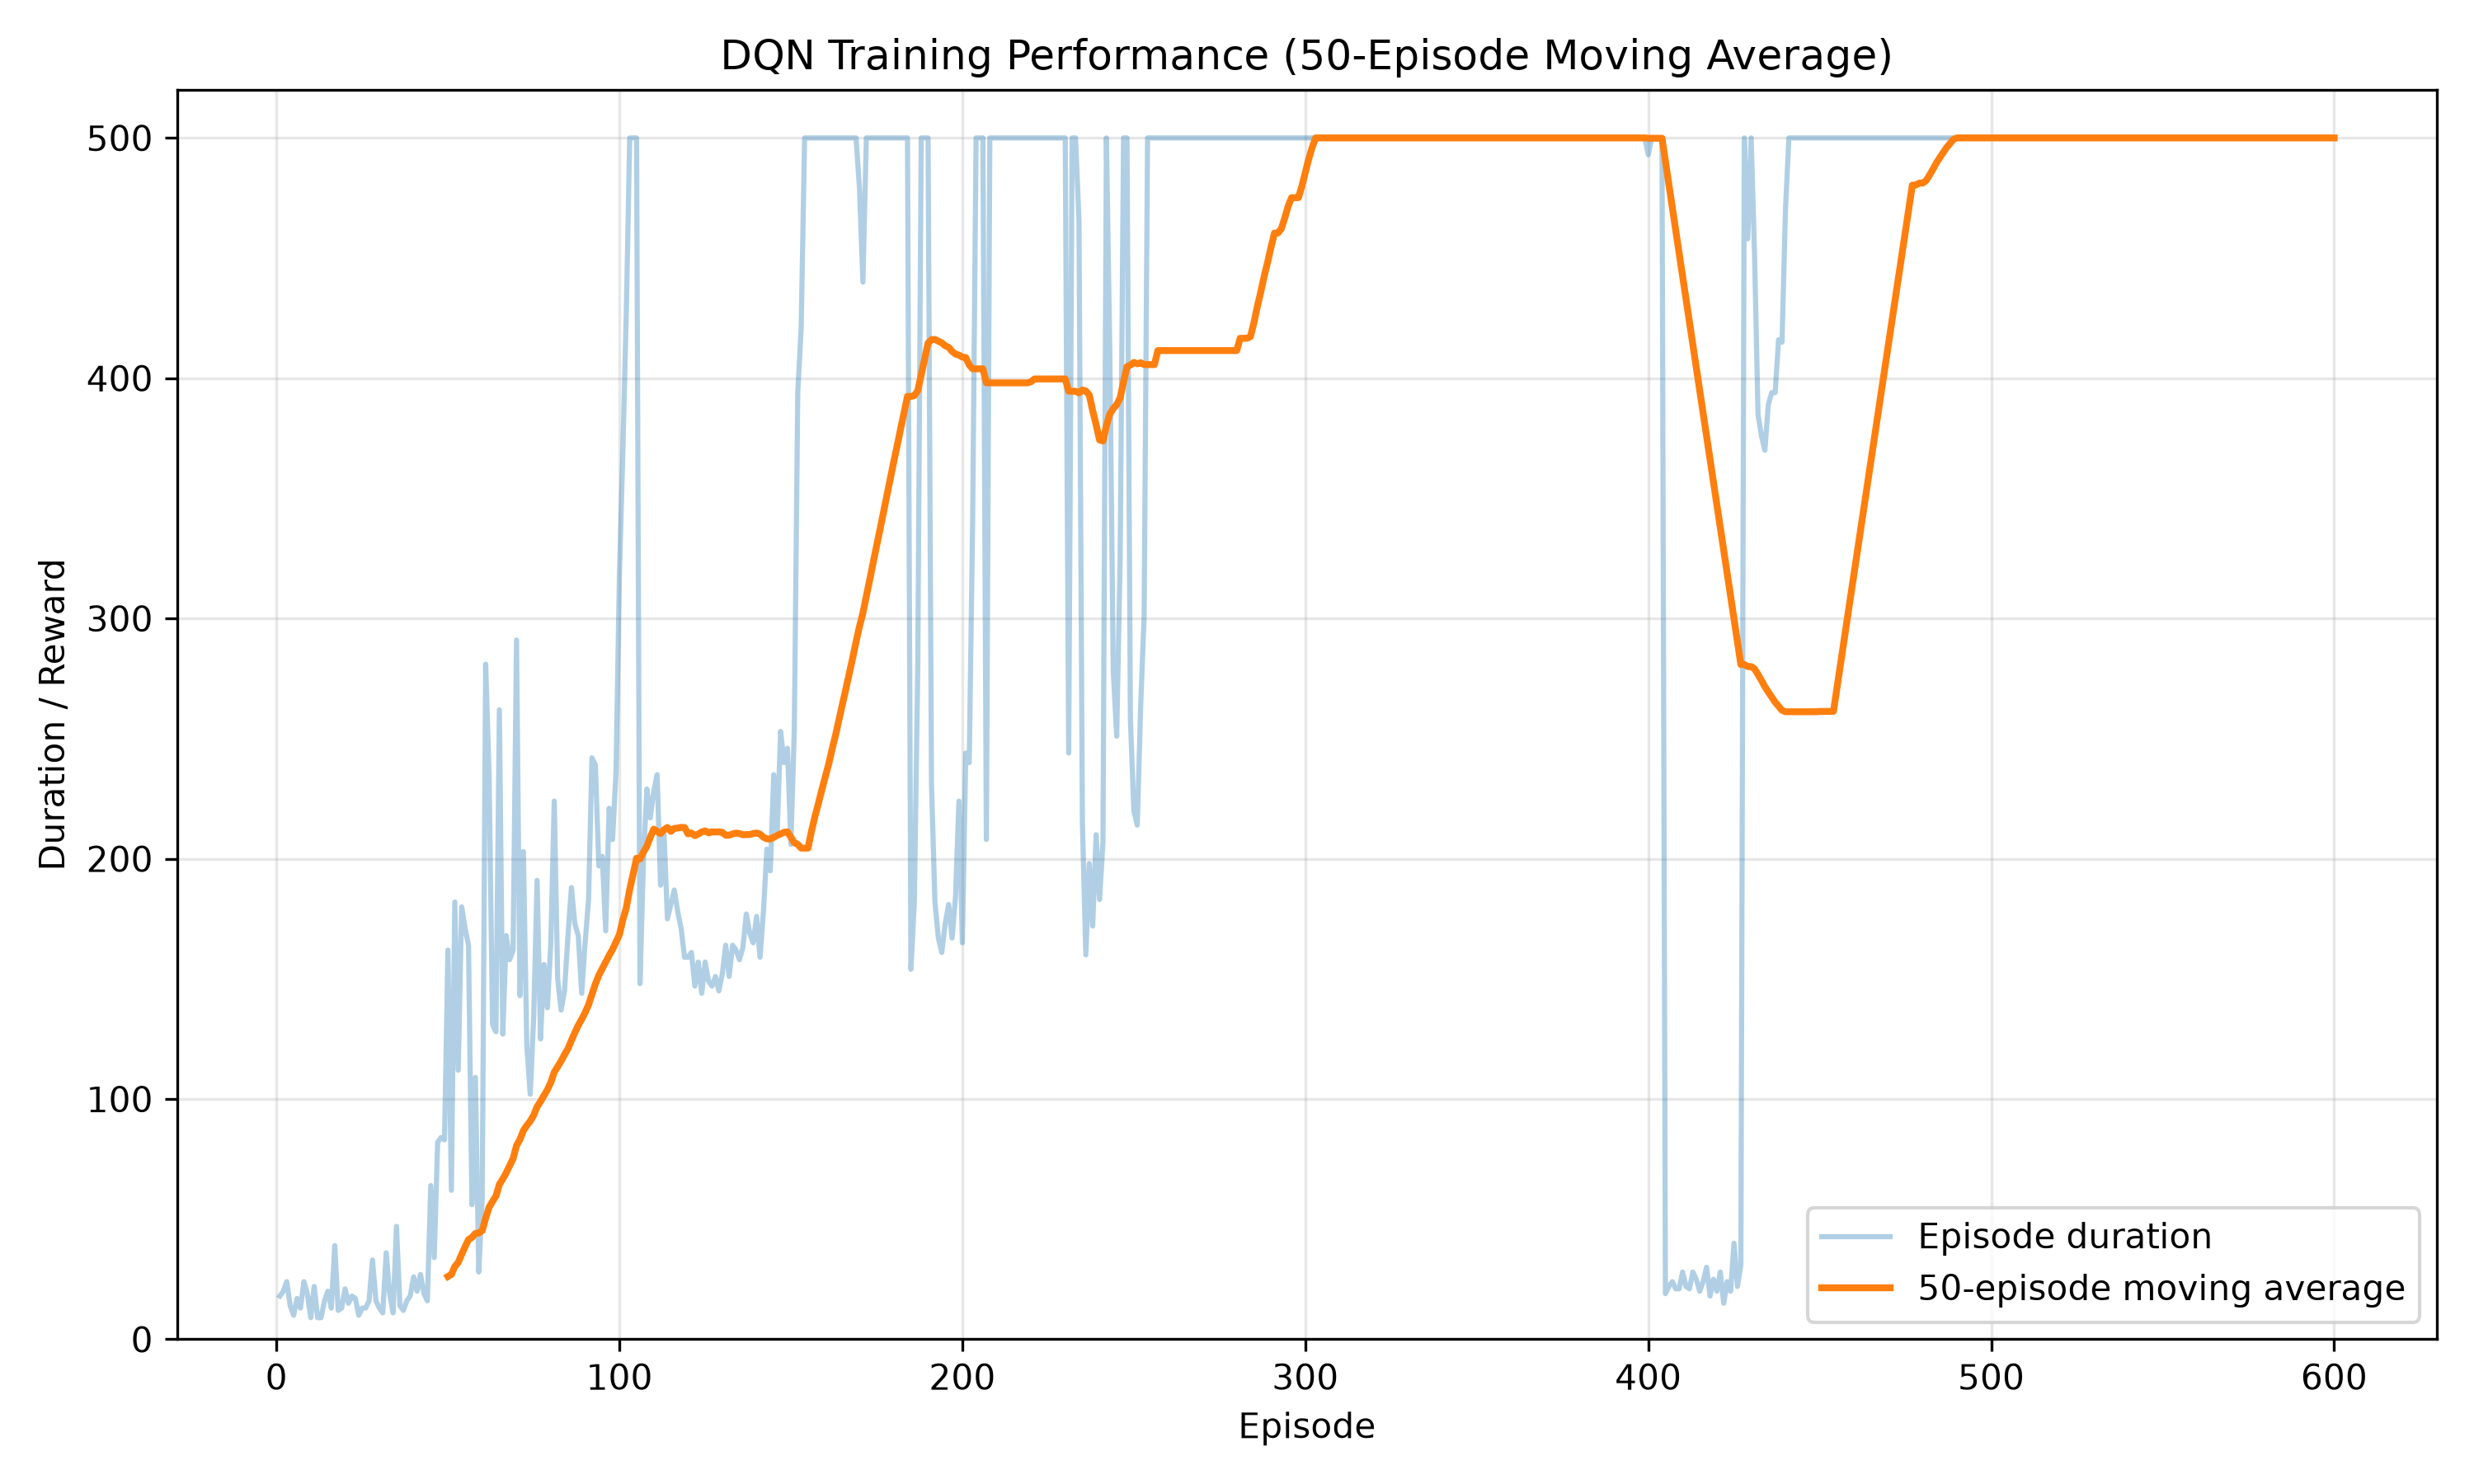 DQN Training Performance (50-Episode Moving Average)
Duration / Reward
500
400
300
200
100
0
0 100 200 300 400 500 600
Episode
Episode duration
50-episode moving average